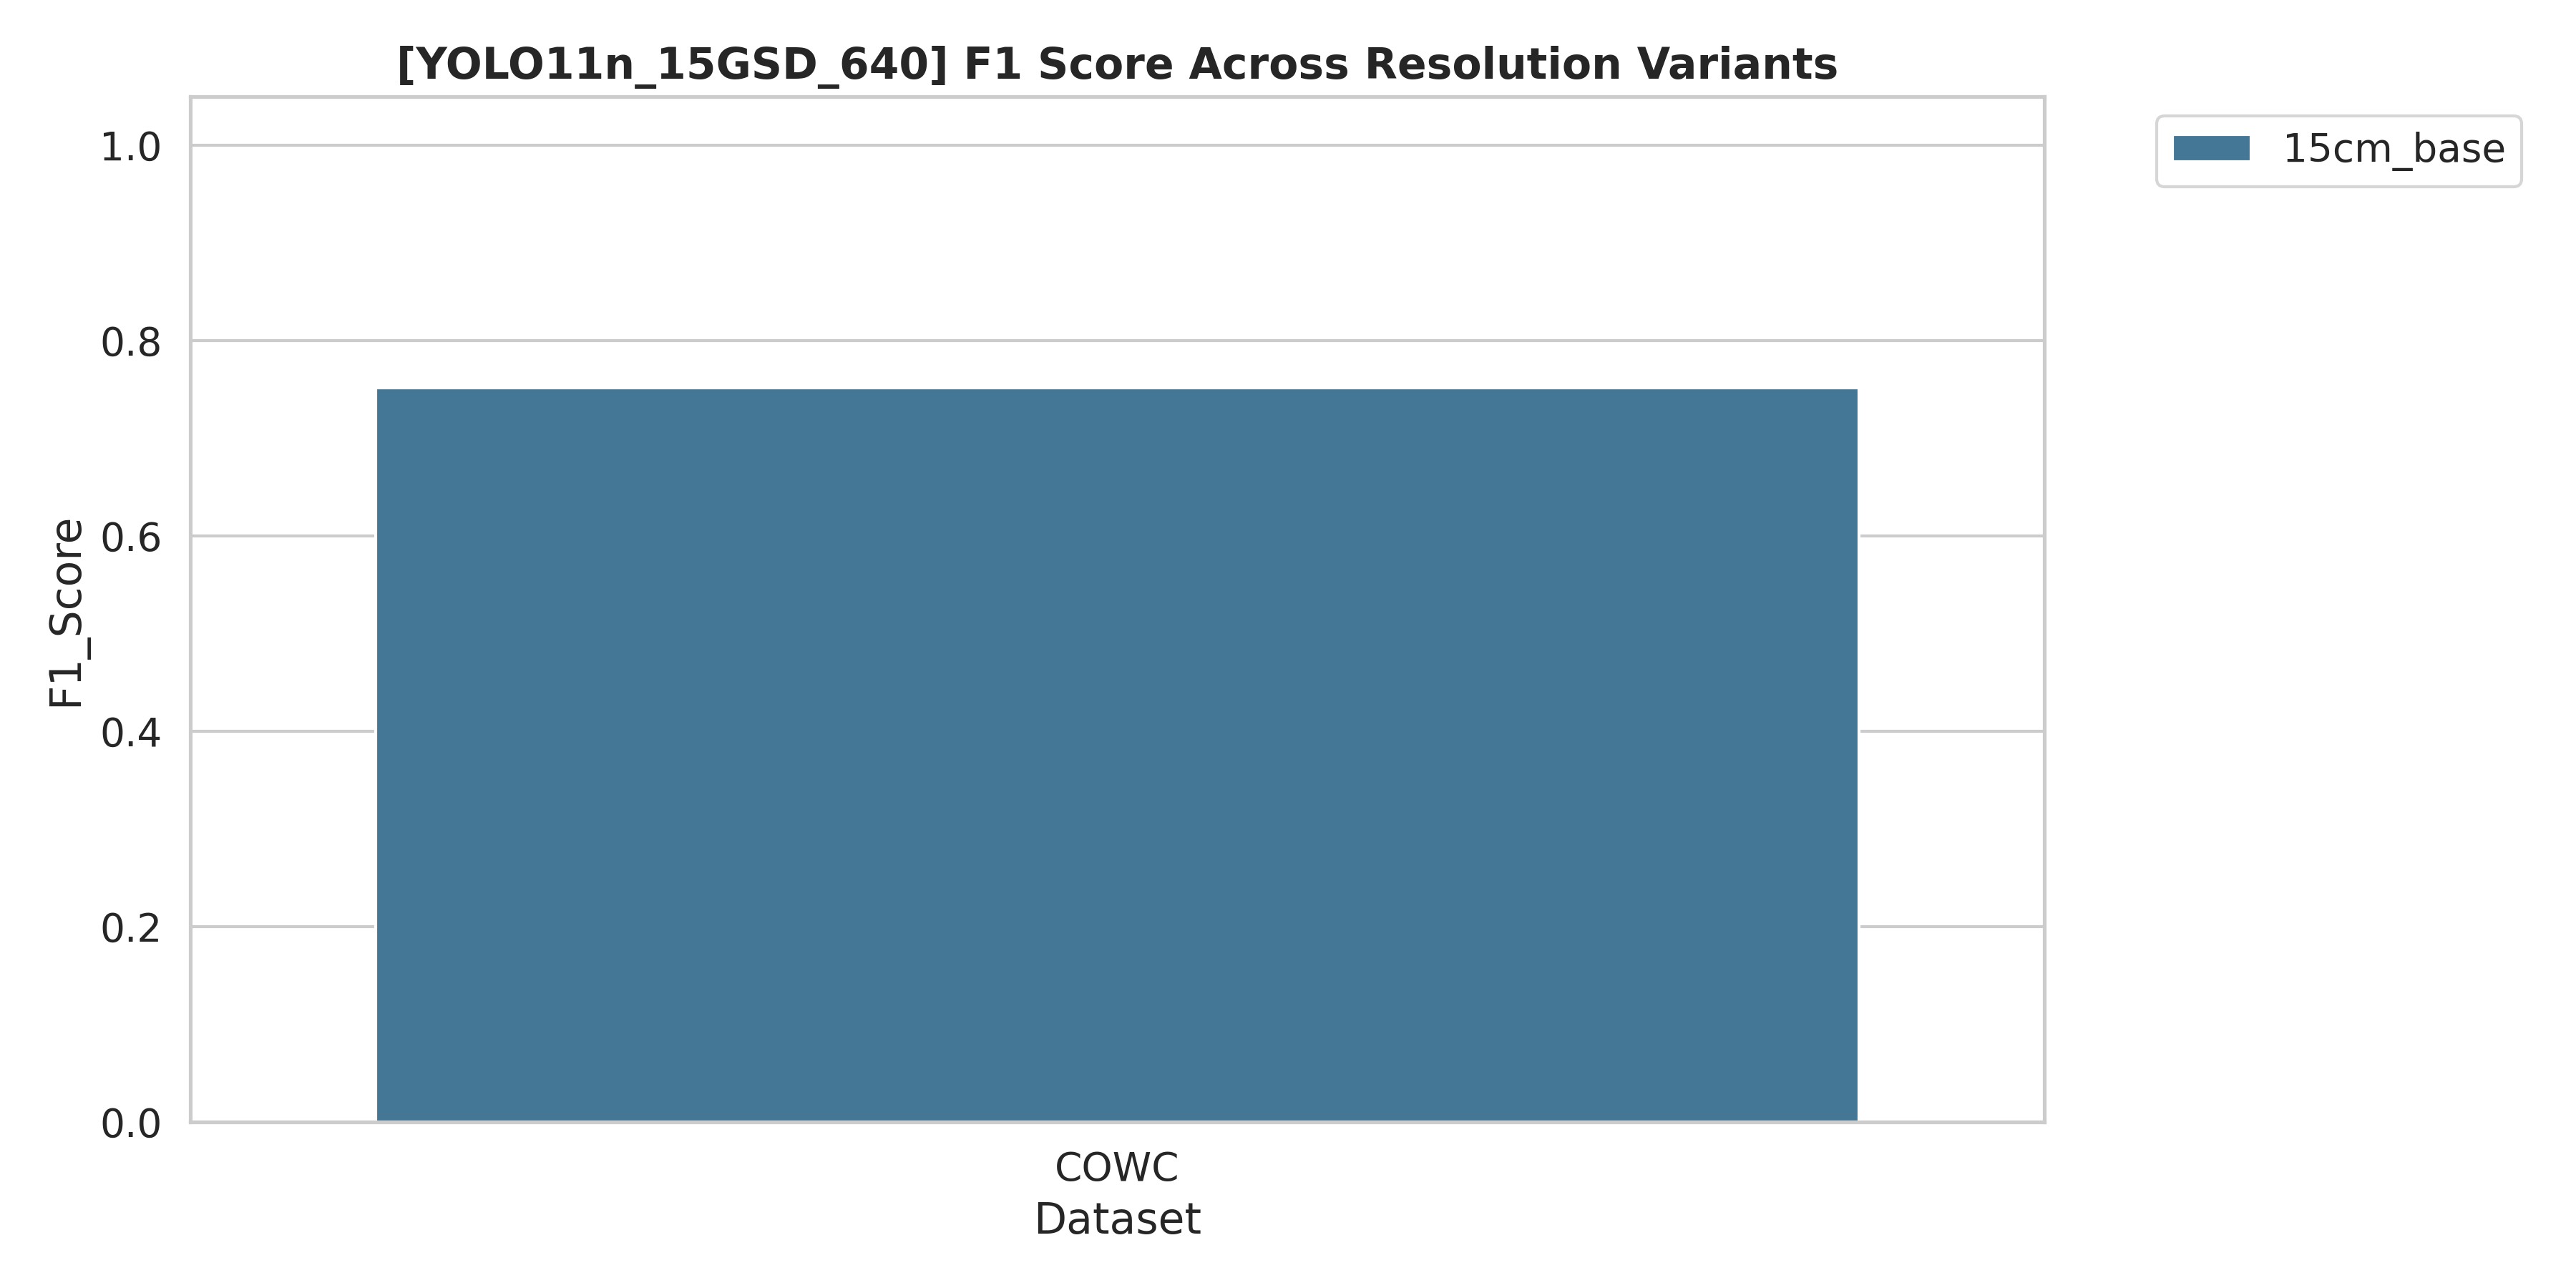 [YOLO11n_15GSD_640] F1 Score Across Resolution Variants
15cm_base
1.0
0.8
0.6
0.4
0.2
0.0
F1_Score
COWC
Dataset